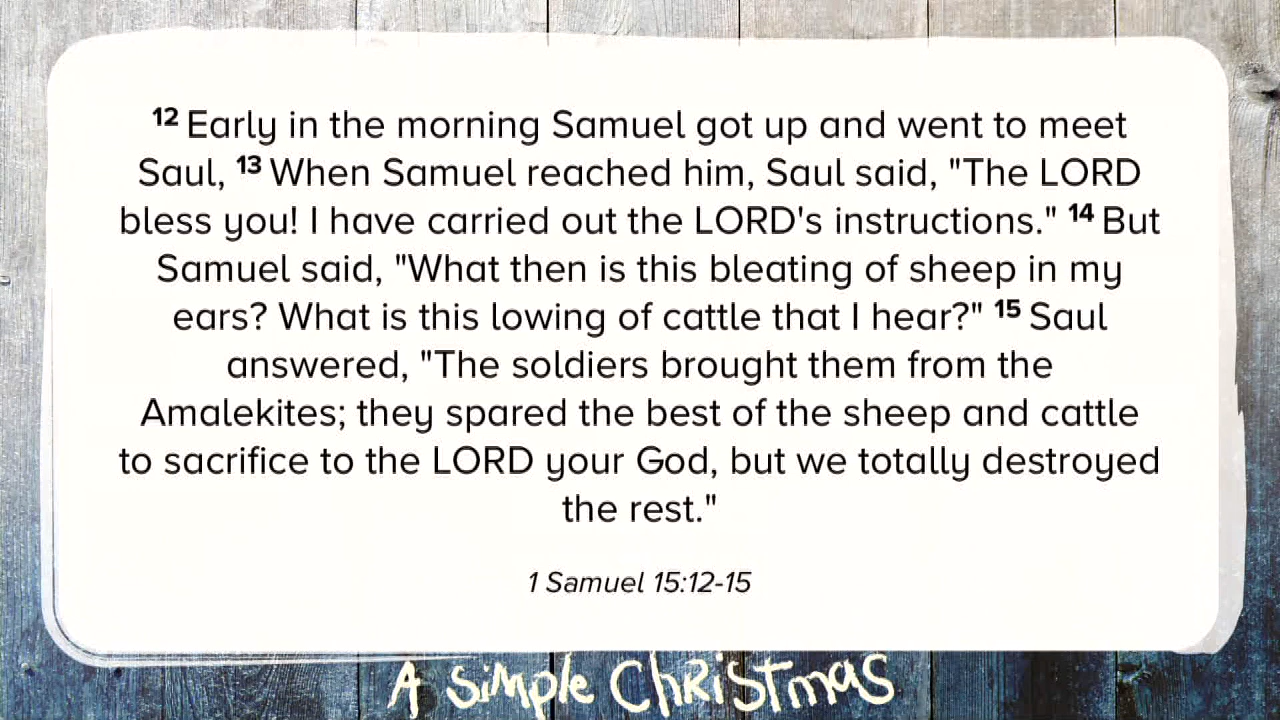 12 Early in the morning Samuel got up and went to meet
Saul, 13 When Samuel reached him, Saul said, "The LORD
bless you! I have carried out the LORD's instructions." 14 But
Samuel said, "What then is this bleating of sheep in my
ears? What is this lowing of cattle that I hear?" 15 Saul
answered, "The soldiers brought them from the
Amalekites; they spared the best of the sheep and cattle
to sacrifice to the LORD your God, but we totally destroyed
the rest."
1 Samuel 15:12-15
A Simple Christmas